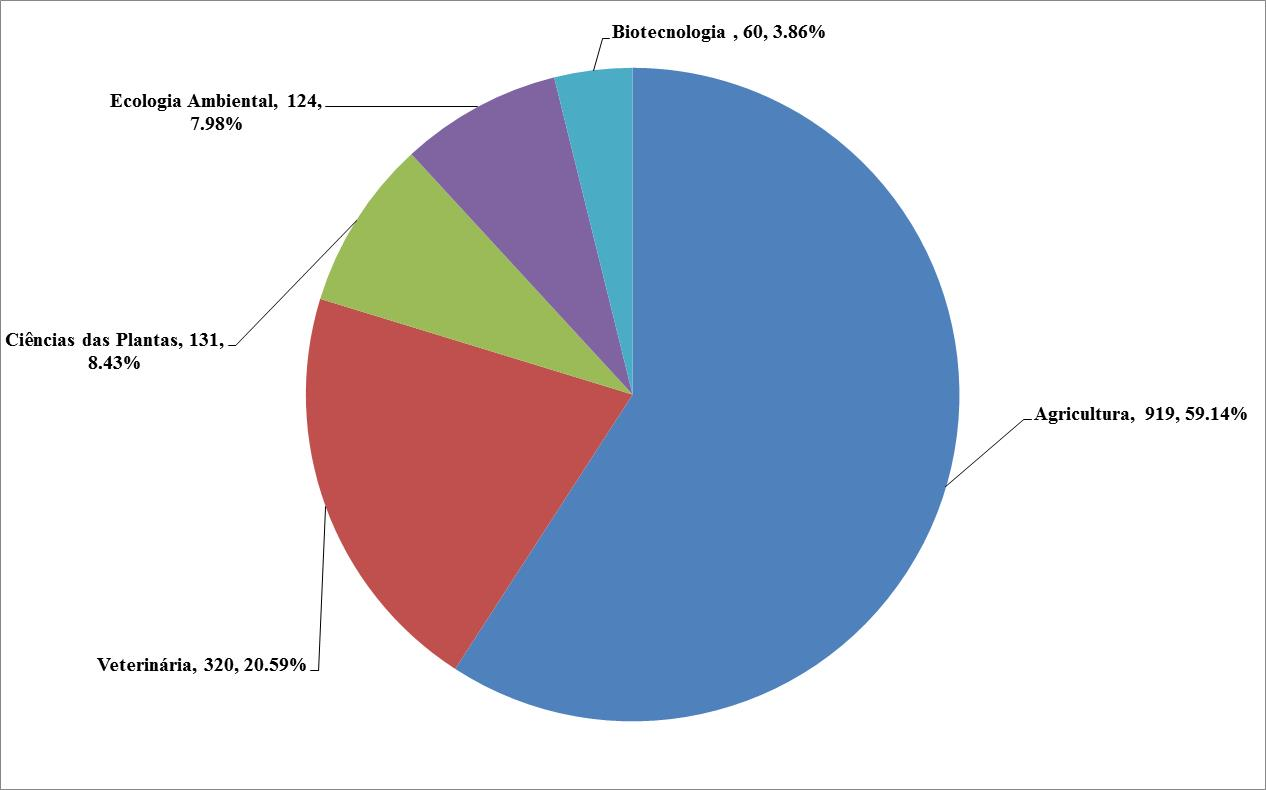 Biotecnologia , 60, 3.86%
Ecologia Ambiental, 124,
7.98%
Ciências das Plantas, 131,
8.43%
Agricultura, 919, 59.14%
Veterinária, 320, 20.59%